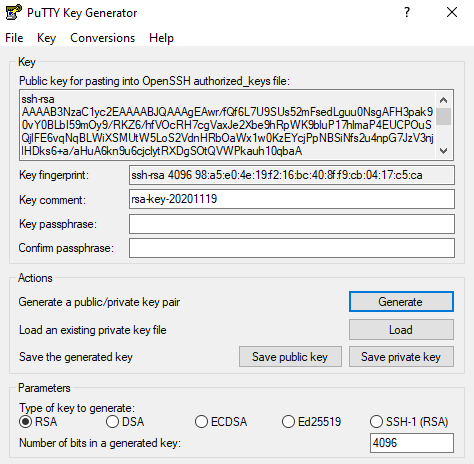 PuTTY Key Generator
File Key Conversions Help
Key
Public key for pasting into OpenSSH authorized_keys file:
ssh-rsa
AAAAB3NzaC1yc2EAAAABJQAAAgEAwr/fQf6L7U9SUs52mFsedLguu0NsgAFH3pak9
0vY0BLbI59mOy9/RKZ6/hfVOcRH7cgVaxJe2Xbe9hRpWK9bluP17hlmaP4EUCPOuS
QjlFE6vqNqBLWiXSMUtW5LoS2VdnHRbOaWx1w0KzEYcjPpNBSiNfs2u4npG7JzV3nj
lHDks6+a/aHuA6kn9u6cjclytRXDgSOtQVWPkauh10qbaA
Key fingerprint: ssh-rsa 4096 98:a5:e0:4e:19:f2:16:bc:40:8f:f9:cb:04:17:c5:ca
Key comment: rsa-key-20201119
Key passphrase:
Confirm passphrase:
Actions
Generate a public/private key pair Generate
Load an existing private key file Load
Save the generated key Save public key Save private key
Parameters
Type of key to generate:
RSA DSA ECDSA Ed25519 SSH-1 (RSA)
Number of bits in a generated key: 4096